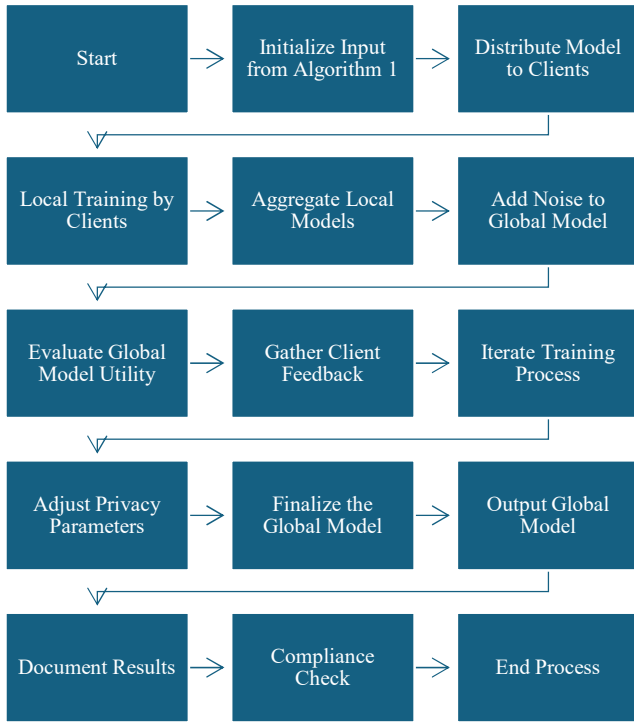 Start
Initialize Input
from Algorithm 1
Distribute Model
to Clients
Local Training by
Clients
Aggregate Local
Models
Add Noise to
Global Model
Evaluate Global
Model Utility
Gather Client
Feedback
Iterate Training
Process
Adjust Privacy
Parameters
Finalize the
Global Model
Output Global
Model
Document Results
Compliance
Check
End Process